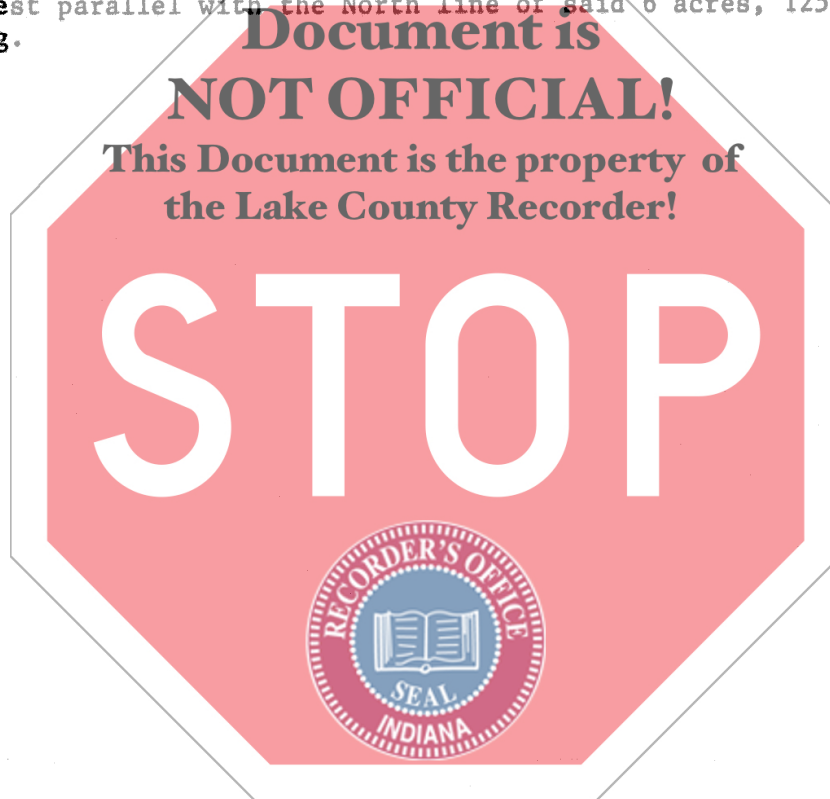 est parallel with the North line of said 6 acres, 125
g.
Document is
NOT OFFICIAL!
This Document is the property of
the Lake County Recorder!
STOP
RECORDER'S OFFICE
SEAL
INDIANA